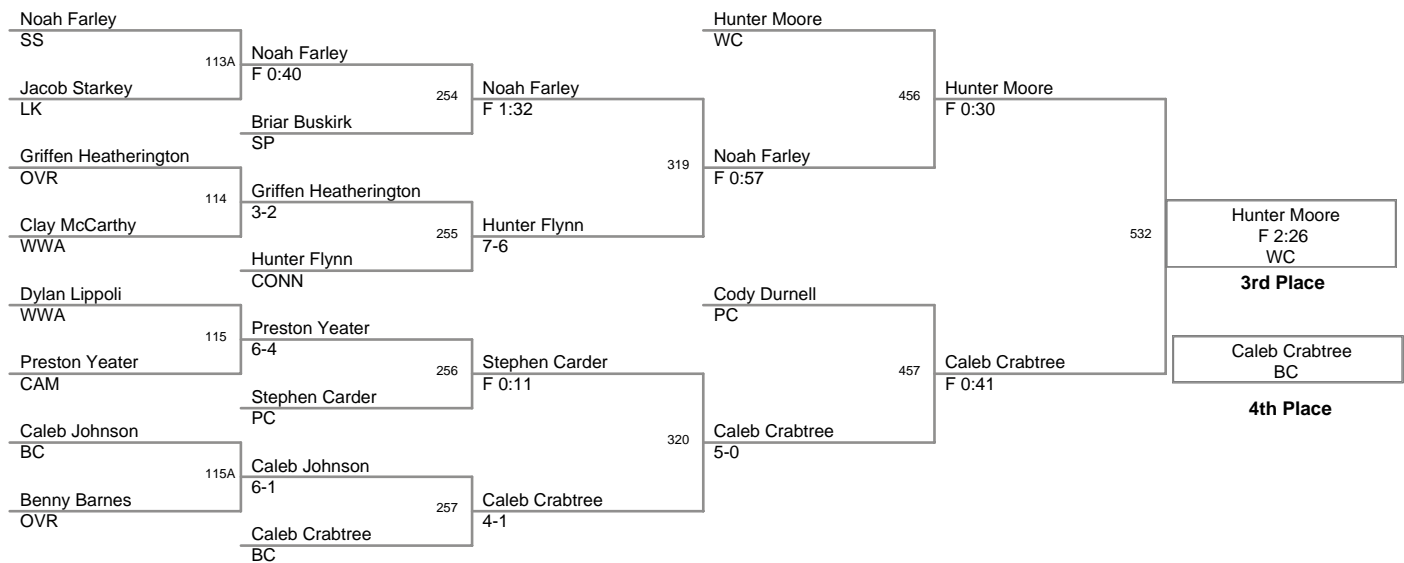 Noah Farley
SS
113A
Jacob Starkey
LK
Griffen Heatherington
OVR
114
Clay McCarthy
WWA
Dylan Lippoli
WWA
115
Preston Yeater
CAM
Caleb Johnson
BC
115A
Benny Barnes
OVR
Noah Farley
F 0:40
254
Briar Buskirk
SP
Griffen Heatherington
3-2
255
Hunter Flynn
CONN
Preston Yeater
6-4
256
Stephen Carder
PC
Caleb Johnson
6-1
257
Caleb Crabtree
BC
Noah Farley
F 1:32
319
Hunter Flynn
7-6
Stephen Carder
F 0:11
320
Caleb Crabtree
4-1
Hunter Moore
WC
456
Noah Farley
F 0:57
Cody Durnell
PC
457
Caleb Crabtree
5-0
Hunter Moore
F 0:30
532
Caleb Crabtree
F 0:41
Hunter Moore
F 2:26
WC
3rd Place
Caleb Crabtree
BC
4th Place